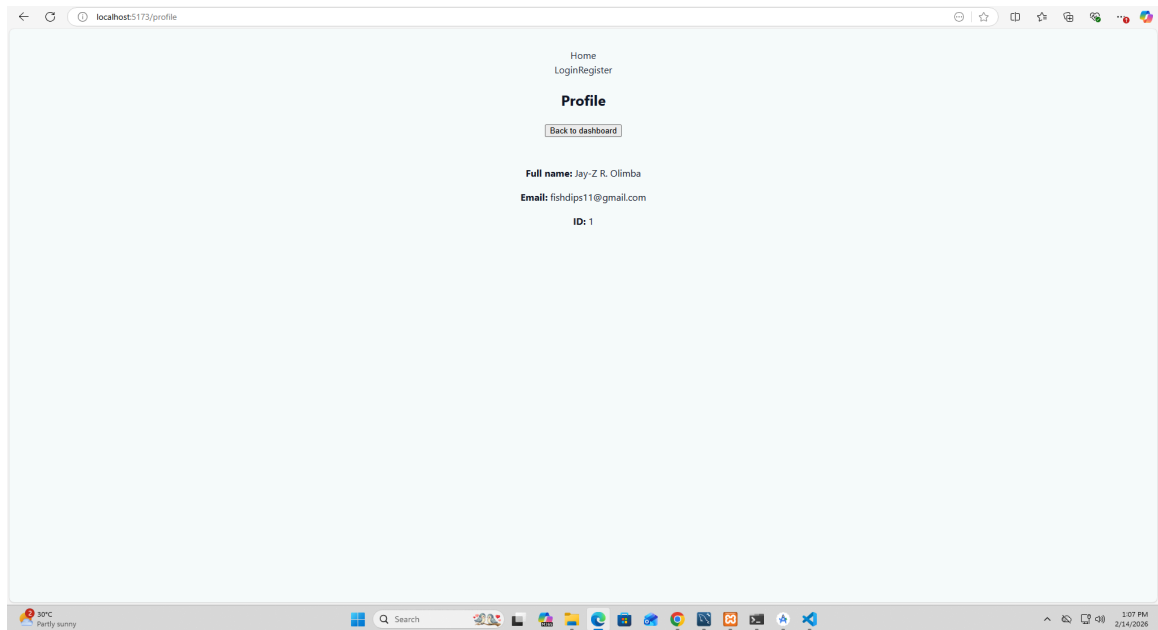 localhost:5173/profile
Home
LoginRegister
Profile
Back to dashboard
Full name: Jay-Z R. Olimba
Email: fishdips11@gmail.com
ID: 1
2
30°C
Partly sunny
Search
1:07 PM
2/14/2026